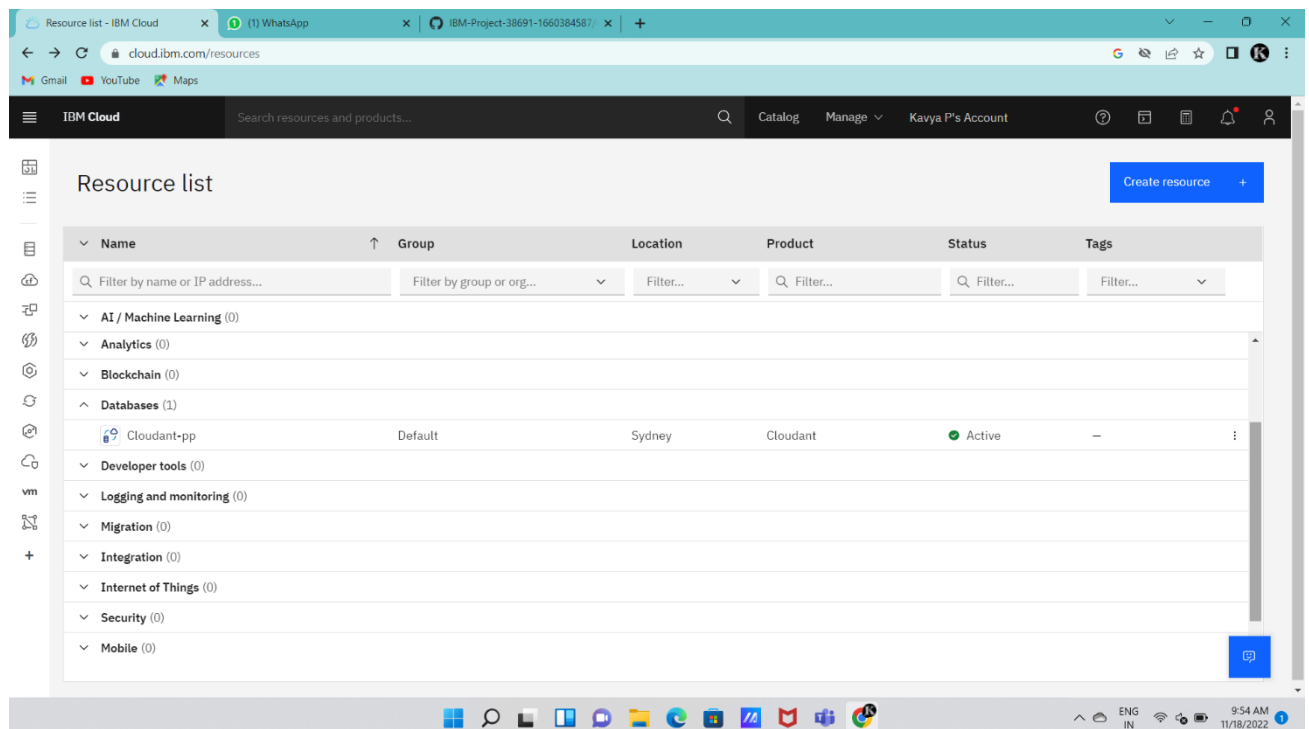 Resource list - IBM Cloud
(1) WhatsApp
IBM-Project-38691-1660384587/
cloud.ibm.com/resources
Gmail
YouTube
Maps
IBM Cloud
Search resources and products...
Catalog
Manage
Kavya P's Account
Resource list
Create resource +
Name Group Location Product Status Tags
Filter by name or IP address... Filter by group or org... Filter... Filter... Filter... Filter...
AI / Machine Learning (0)
Analytics (0)
Blockchain (0)
Databases (1)
Cloudant-pp Default Sydney Cloudant Active –
Developer tools (0)
Logging and monitoring (0)
vm
Migration (0)
Integration (0)
Internet of Things (0)
Security (0)
Mobile (0)
ENG 9:54 AM
IN 11/18/2022 1